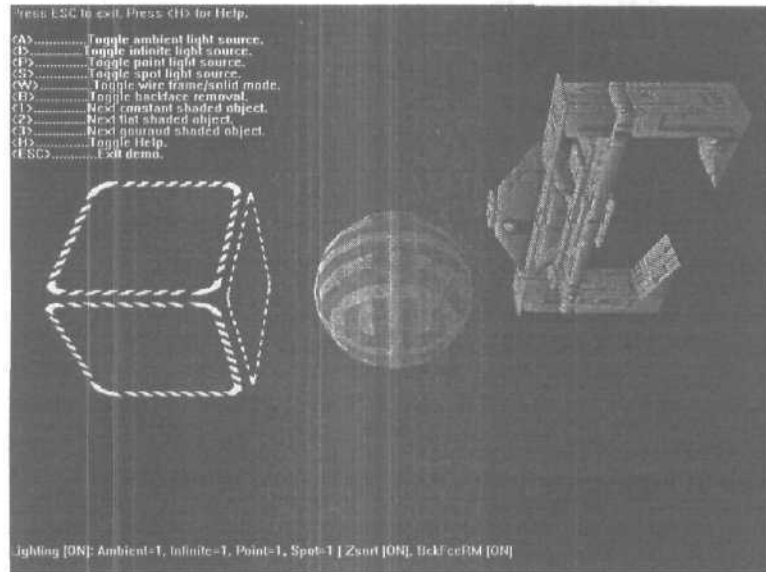 Press ESC to exit. Press <H> for Help.
<A>.............Toggle ambient light source.
<I>.............Toggle infinite light source.
<P>.............Toggle point light source.
<S>.............Toggle spot light source.
<W>.............Toggle wire frame/solid mode.
<B>.............Toggle backface removal.
<1>.............Next constant shaded object.
<2>.............Next flat shaded object.
<3>.............Next gouraud shaded object.
<H>.............Toggle Help.
<ESC>...........Exit demo.
Lighting [ON]: Ambient=1, Infinite=1, Point=1, Spot=1 | Zsort [ON], BckFceRM [ON]